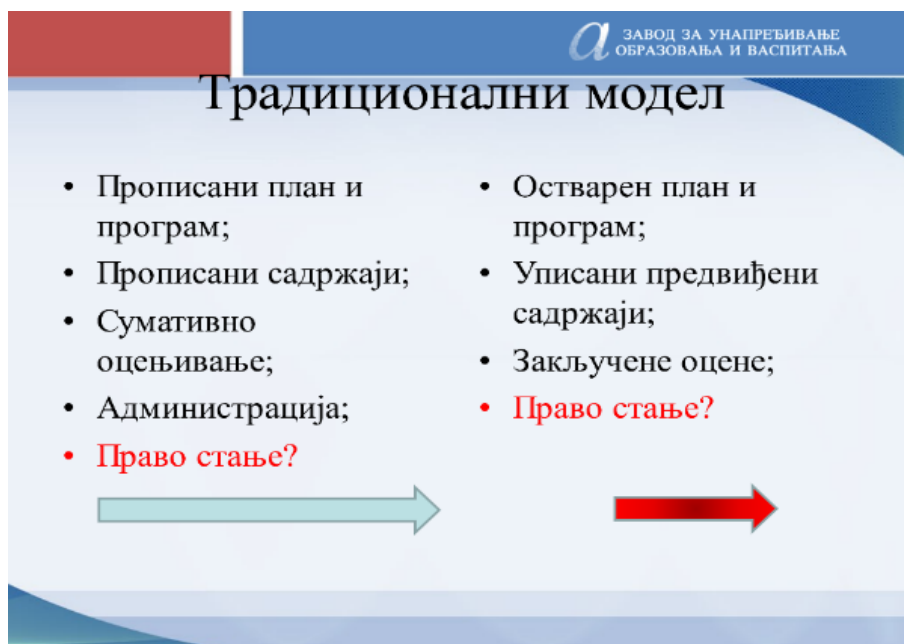 ЗАВОД ЗА УНАПРЕЂИВАЊЕ
ОБРАЗОВАЊА И ВАСПИТАЊА
Традиционални модел
• Прописани план и
програм;
• Прописани садржаји;
• Сумативно
оцењивање;
• Администрација;
• Право стање?
• Остварен план и
програм;
• Уписани предвиђени
садржаји;
• Закључене оцене;
• Право стање?